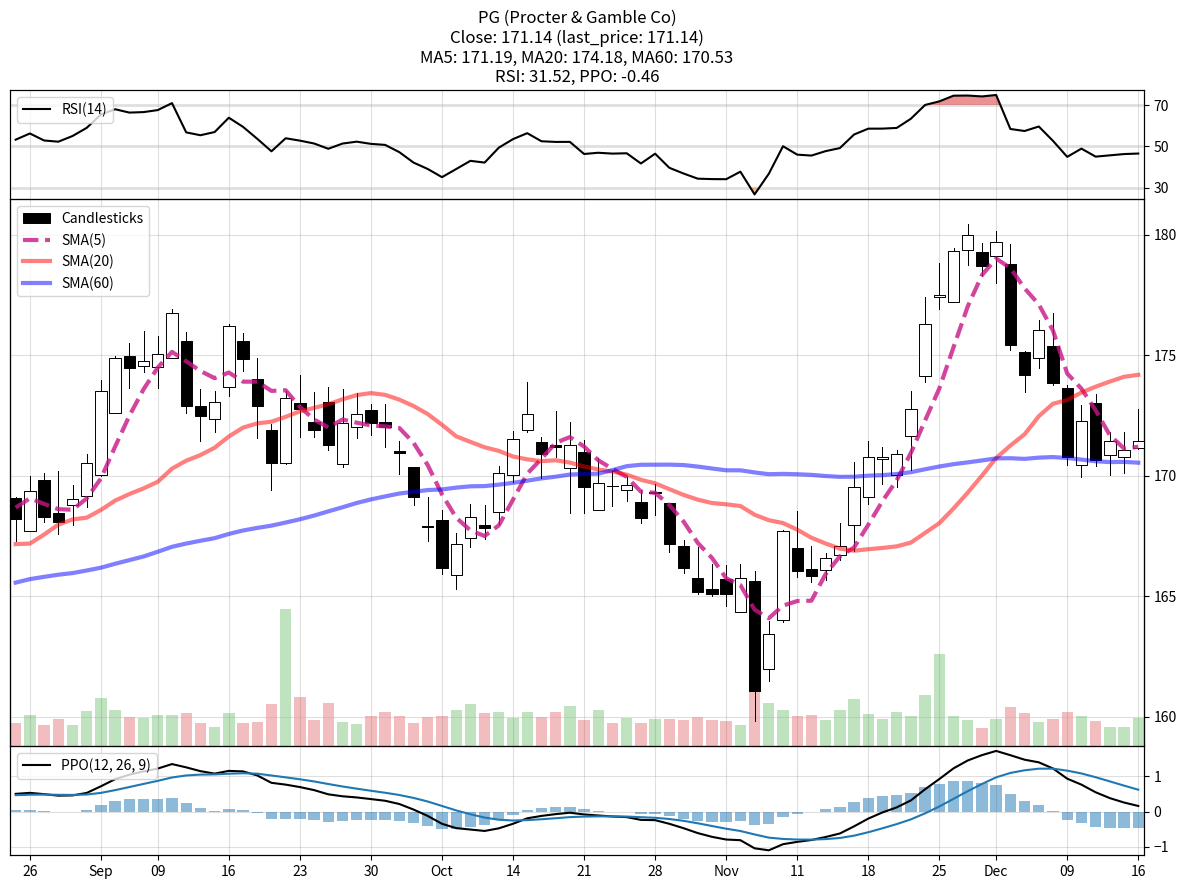 PG (Procter & Gamble Co)
Close: 171.14 (last_price: 171.14)
MA5: 171.19, MA20: 174.18, MA60: 170.53
RSI: 31.52, PPO: -0.46
RSI(14)
70
50
30
Candlesticks
SMA(5)
SMA(20)
SMA(60)
180
175
170
165
160
PPO(12, 26, 9)
1
0
−1
26 Sep 09 16 23 30 Oct 14 21 28 Nov 11 18 25 Dec 09 16